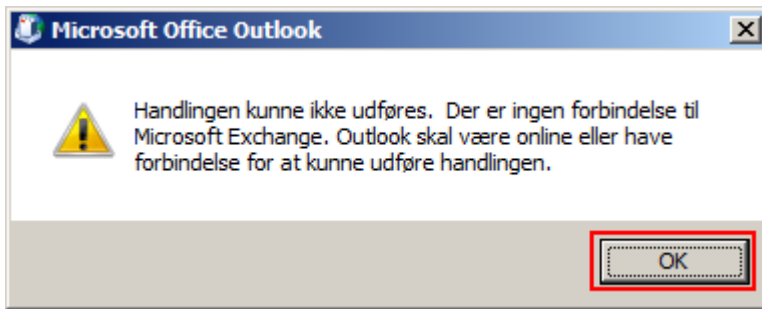 Microsoft Office Outlook
Handlingen kunne ikke udføres.  Der er ingen forbindelse til
Microsoft Exchange. Outlook skal være online eller have
forbindelse for at kunne udføre handlingen.
OK